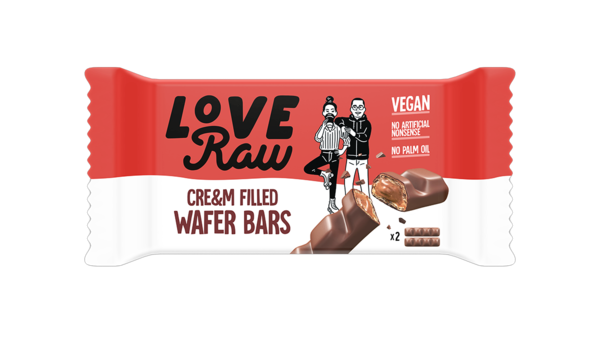 LOVE
Raw
CRE&M FILLED
WAFER BARS
VEGAN
NO ARTIFICIAL
NONSENSE
NO PALM OIL
x2